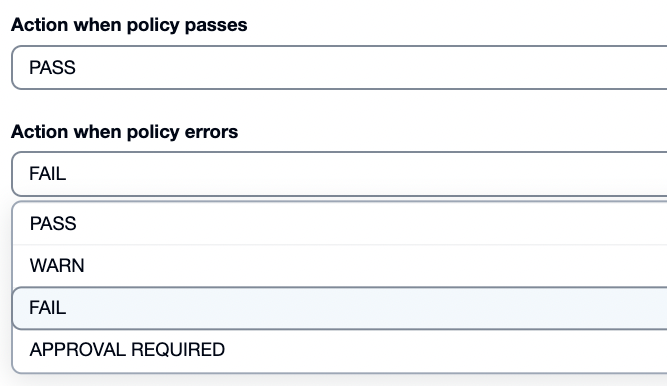 Action when policy passes
PASS
Action when policy errors
FAIL
PASS
WARN
FAIL
APPROVAL REQUIRED